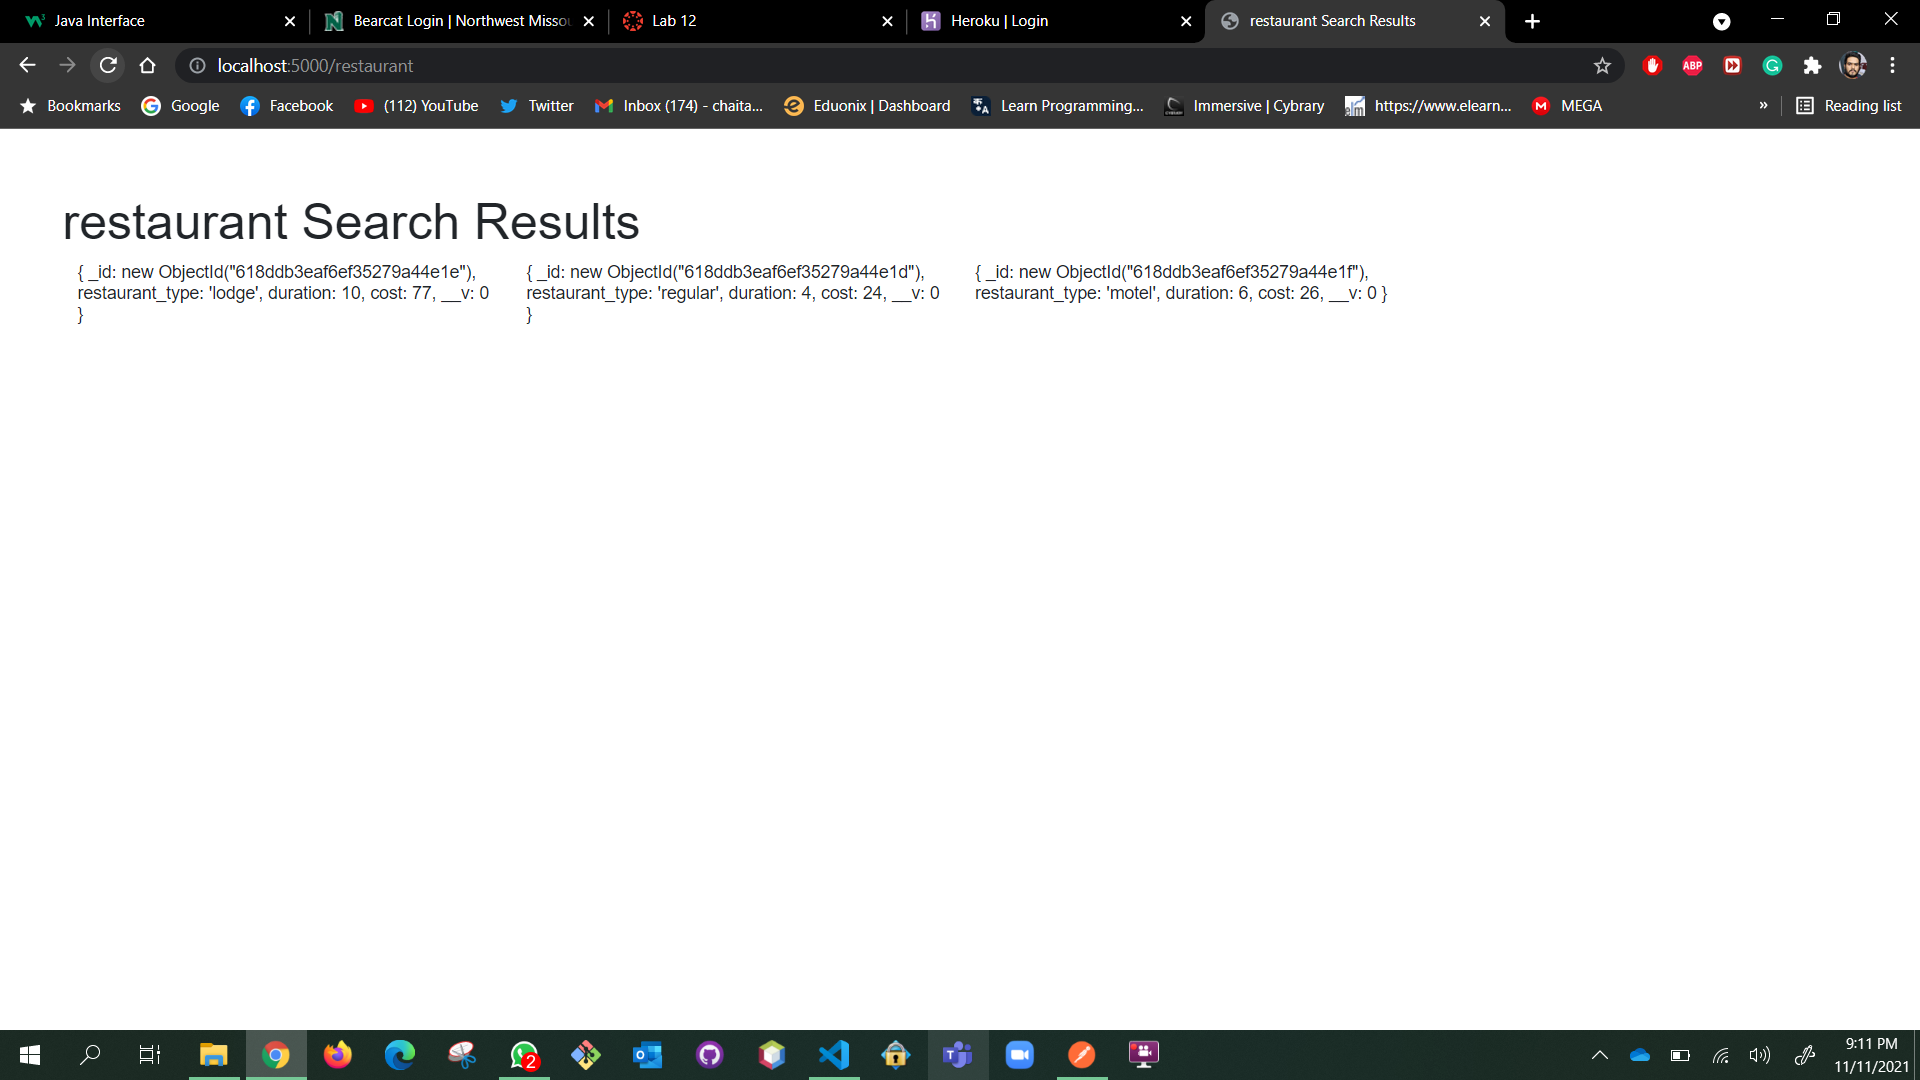 Java Interface
Bearcat Login | Northwest Misso
Lab 12
Heroku | Login
restaurant Search Results
localhost:5000/restaurant
ABP
Bookmarks
Google
Facebook
(112) YouTube
Twitter
Inbox (174) - chaita...
Eduonix | Dashboard
Learn Programming...
Immersive | Cybrary
https://www.elearn...
MEGA
»
Reading list
restaurant Search Results
{ _id: new ObjectId("618ddb3eaf6ef35279a44e1e"),
restaurant_type: 'lodge', duration: 10, cost: 77, __v: 0
}
{ _id: new ObjectId("618ddb3eaf6ef35279a44e1d"),
restaurant_type: 'regular', duration: 4, cost: 24, __v: 0
}
{ _id: new ObjectId("618ddb3eaf6ef35279a44e1f"),
restaurant_type: 'motel', duration: 6, cost: 26, __v: 0 }
2
9:11 PM
11/11/2021